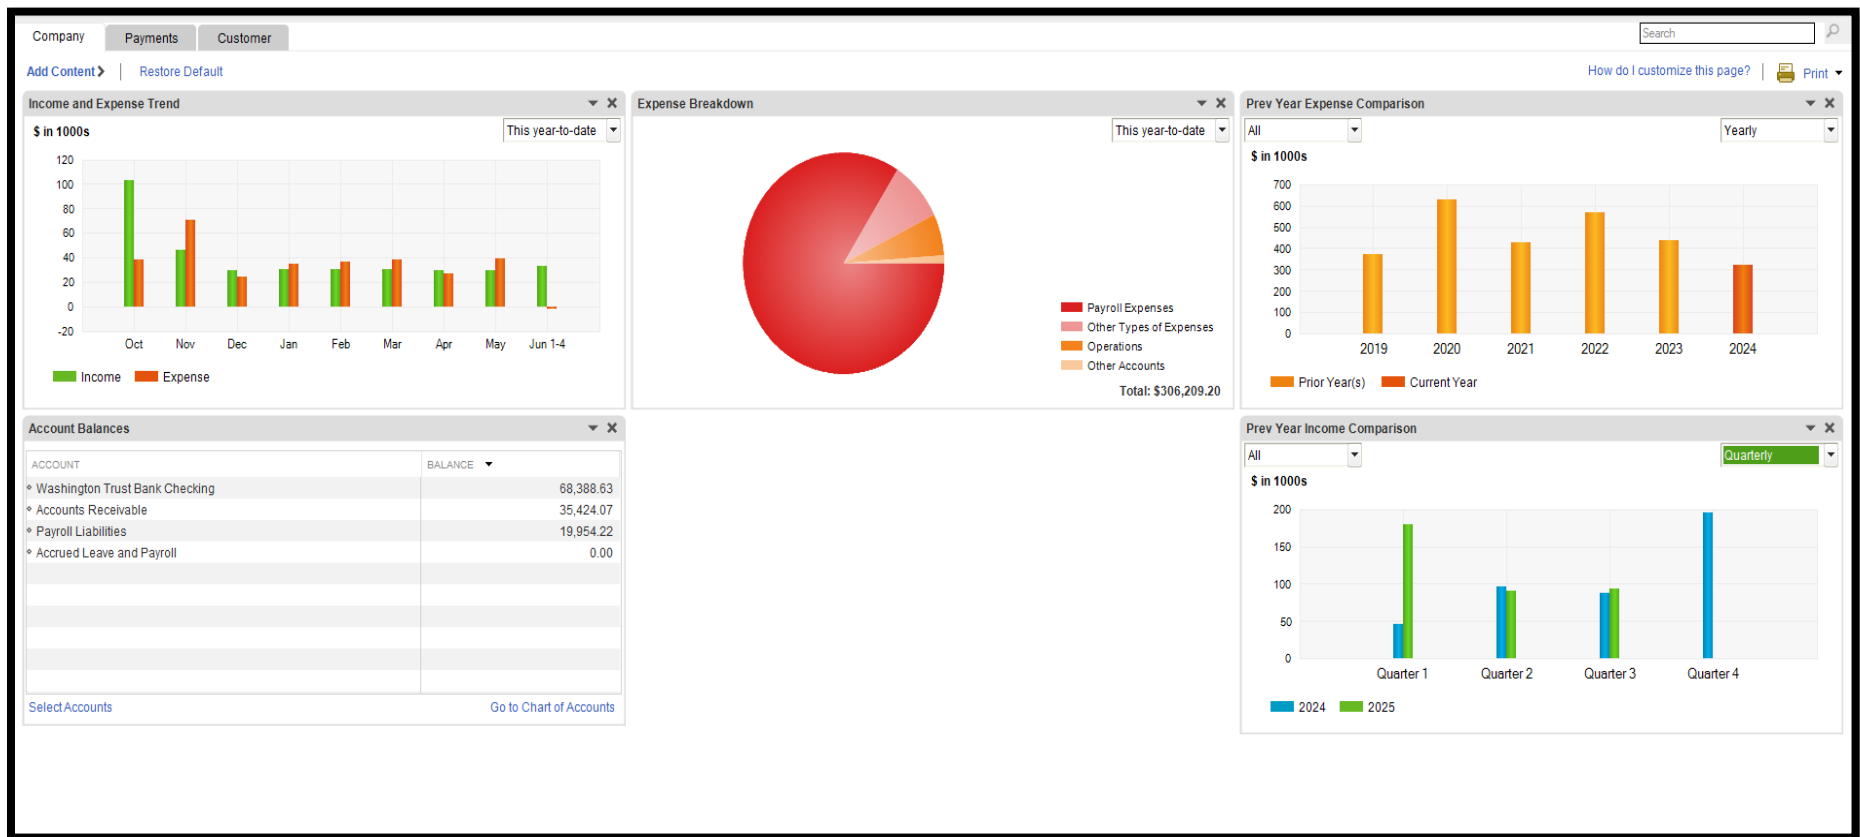 Company Payments Customer Search
Add Content Restore Default How do I customize this page? Print
Income and Expense Trend
$ in 1000s This year-to-date
120
100
80
60
40
20
0
-20
Oct Nov Dec Jan Feb Mar Apr May Jun 1-4
Income Expense
Expense Breakdown
This year-to-date
Payroll Expenses
Other Types of Expenses
Operations
Other Accounts
Total: $306,209.20
Prev Year Expense Comparison
All Yearly
$ in 1000s
700
600
500
400
300
200
100
0
2019 2020 2021 2022 2023 2024
Prior Year(s) Current Year
Account Balances
ACCOUNT BALANCE
Washington Trust Bank Checking 68,388.63
Accounts Receivable 35,424.07
Payroll Liabilities 19,954.22
Accrued Leave and Payroll 0.00
Select Accounts Go to Chart of Accounts
Prev Year Income Comparison
All Quarterly
$ in 1000s
200
150
100
50
0
Quarter 1 Quarter 2 Quarter 3 Quarter 4
2024 2025